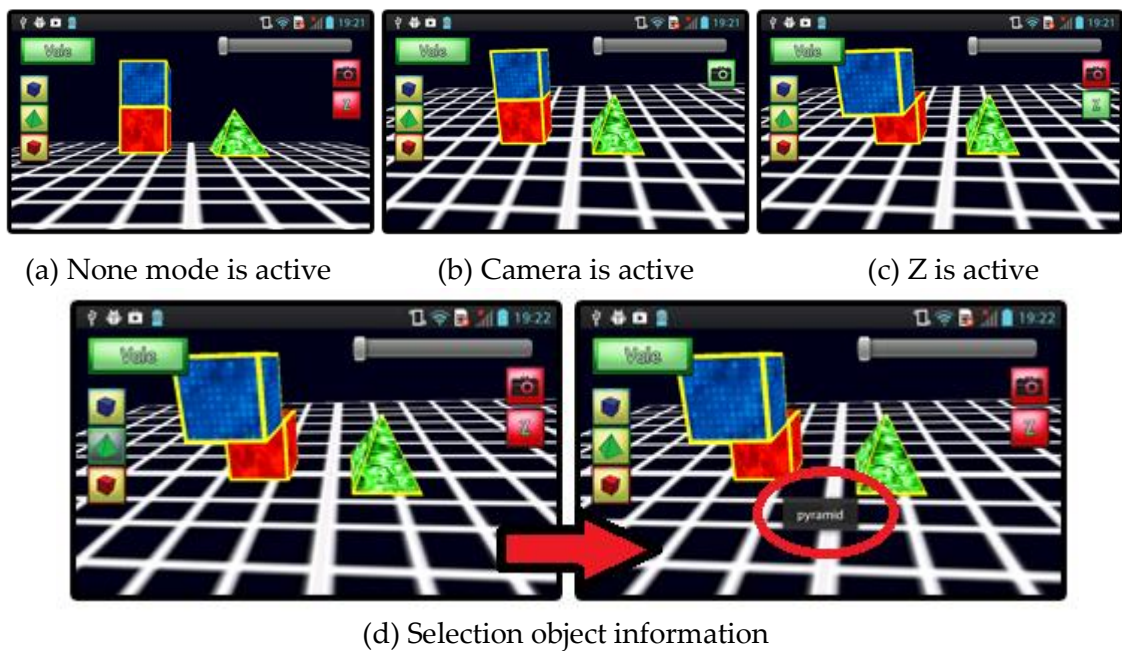 19:21 19:21 19:21
Vale Vale Vale
Z Z
(a) None mode is active (b) Camera is active (c) Z is active
19:22 19:22
Vale Vale
Z Z
pyramid
(d) Selection object information